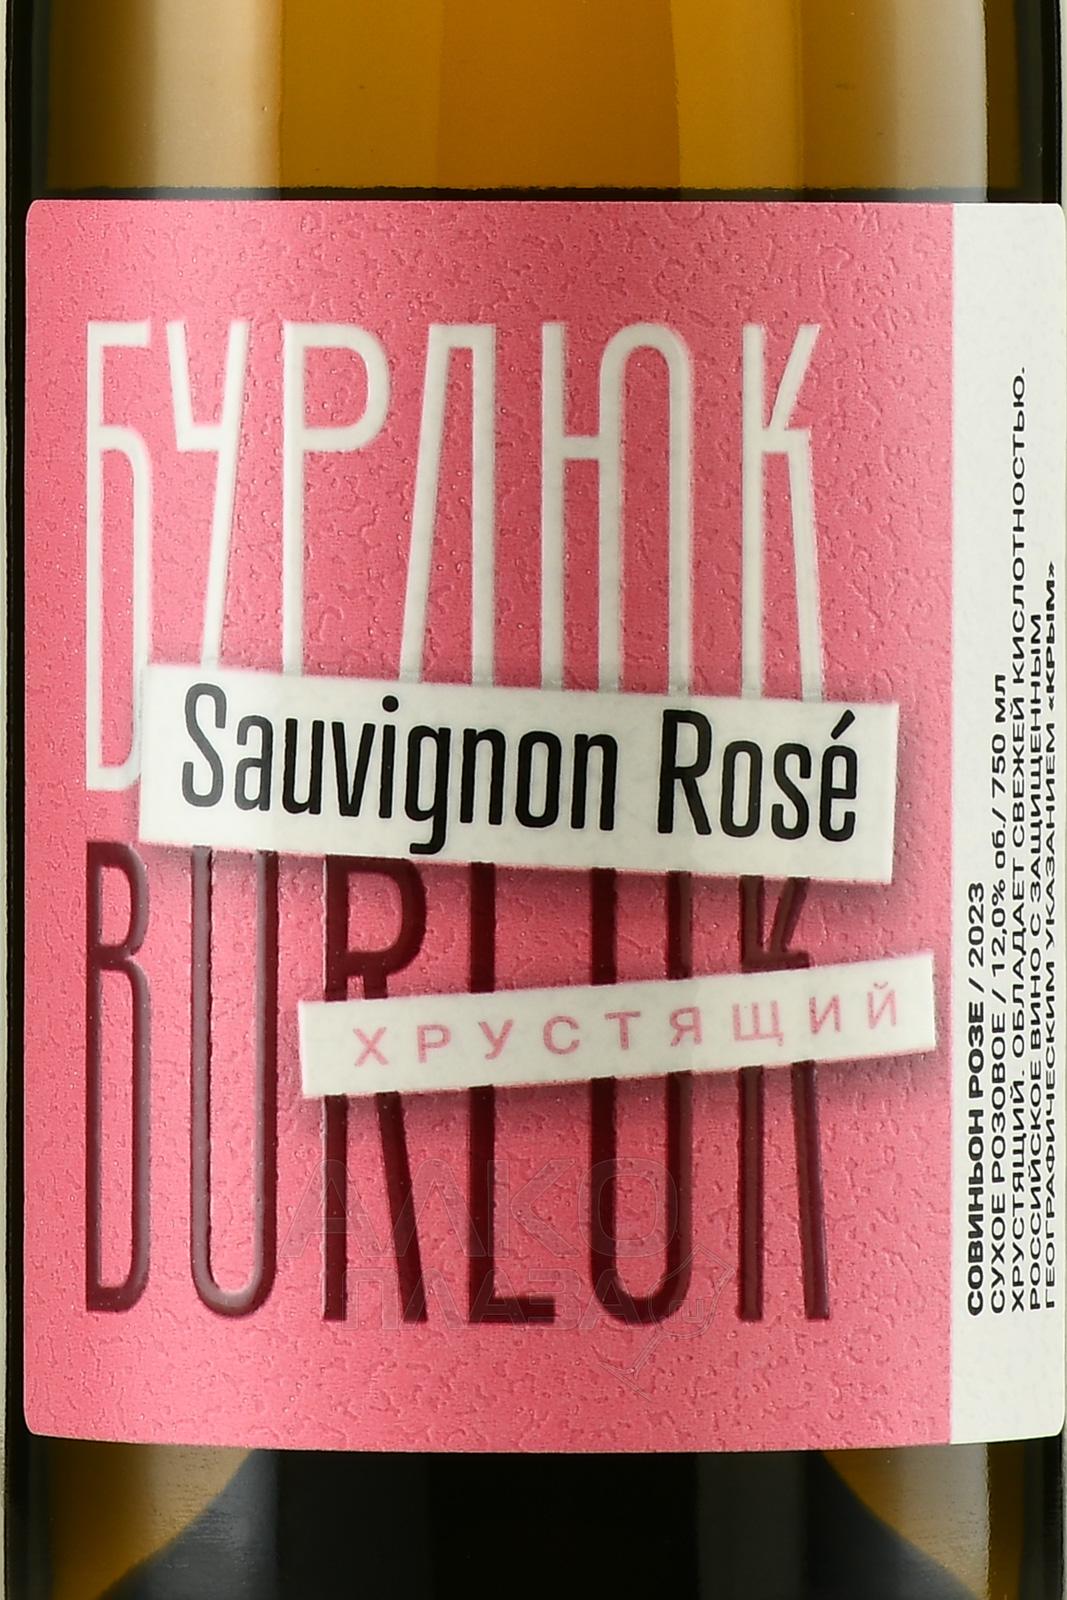 БУРЛЮК
Sauvignon Rosé
BURLUK
ХРУСТЯЩИЙ
СОВИНЬОН РОЗЕ / 2023
СУХОЕ РОЗОВОЕ / 12,0% об./ 750 мл
ХРУСТЯЩИЙ. ОБЛАДАЕТ СВЕЖЕЙ КИСЛОТНОСТЬЮ.
РОССИЙСКОЕ ВИНО С ЗАЩИЩЕННЫМ
ГЕОГРАФИЧЕСКИМ УКАЗАНИЕМ «КРЫМ»
АЛКО
ПЛАЗА
ru